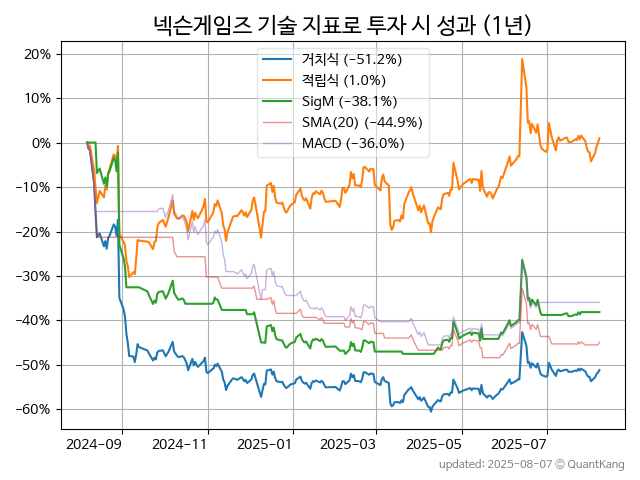 넥슨게임즈 기술 지표로 투자 시 성과 (1년)
거치식 (−51.2%)
적립식 (1.0%)
SigM (−38.1%)
SMA(20) (−44.9%)
MACD (−36.0%)
20%
10%
0%
−10%
−20%
−30%
−40%
−50%
−60%
2024-09 2024-11 2025-01 2025-03 2025-05 2025-07
updated: 2025-08-07 © QuantKang